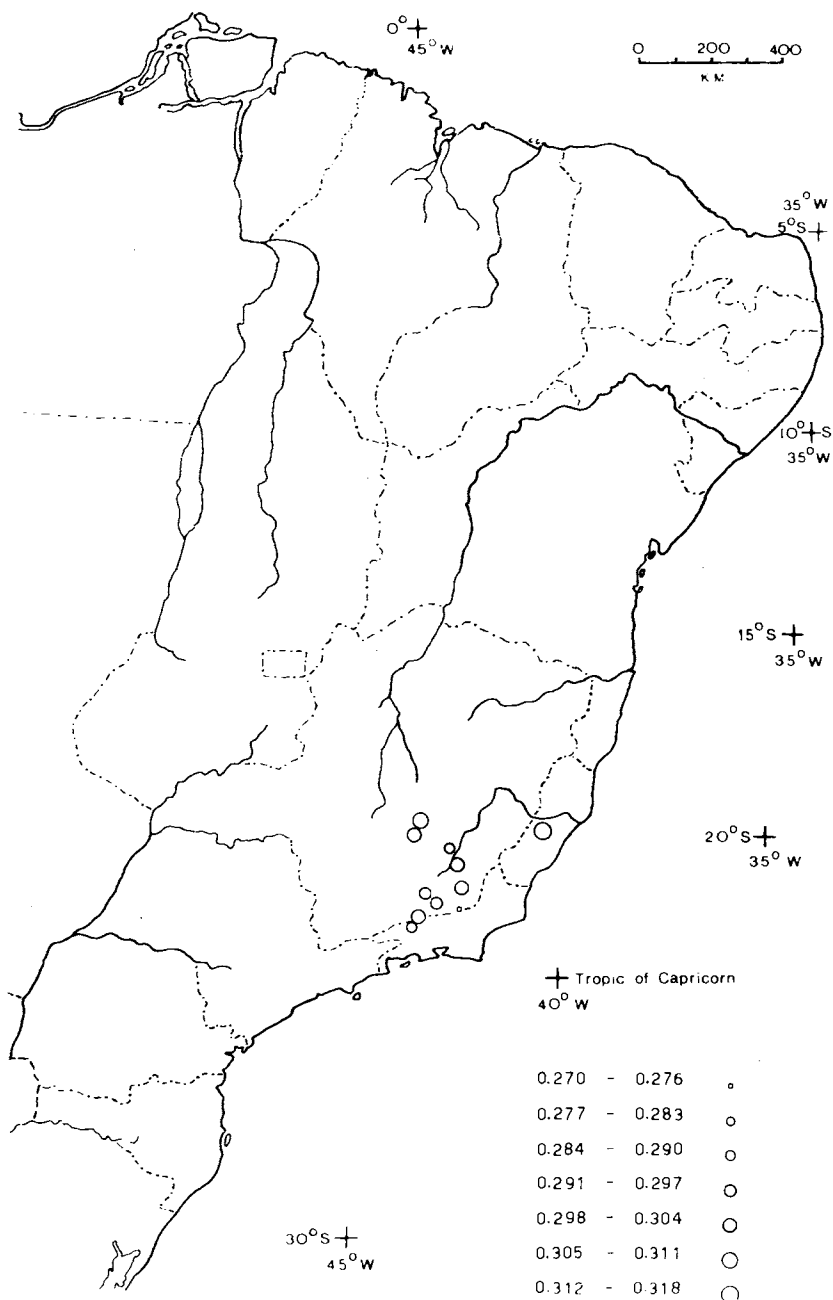 0° 45°W
0 200 400
KM
35°W
5°S
10°S
35°W
15°S
35°W
20°S
35°W
Tropic of Capricorn
40°W
0.270 - 0.276
0.277 - 0.283
0.284 - 0.290
0.291 - 0.297
0.298 - 0.304
0.305 - 0.311
0.312 - 0.318
30°S
45°W